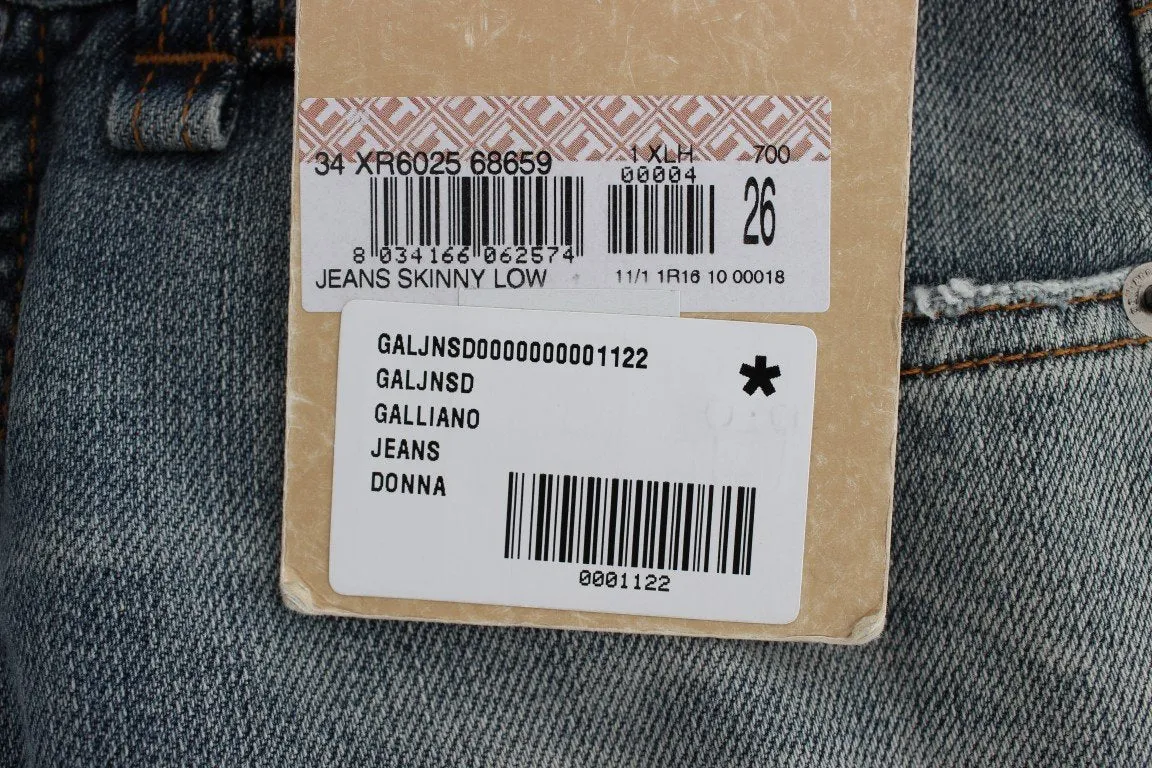 34 XR6025 68659
1 XLH 700
00004
26
8 034166 062574
JEANS SKINNY LOW
11/1 1R16 10 00018
GALJNSD0000000001122
*
GALJNSD
GALLIANO
JEANS
DONNA
0001122